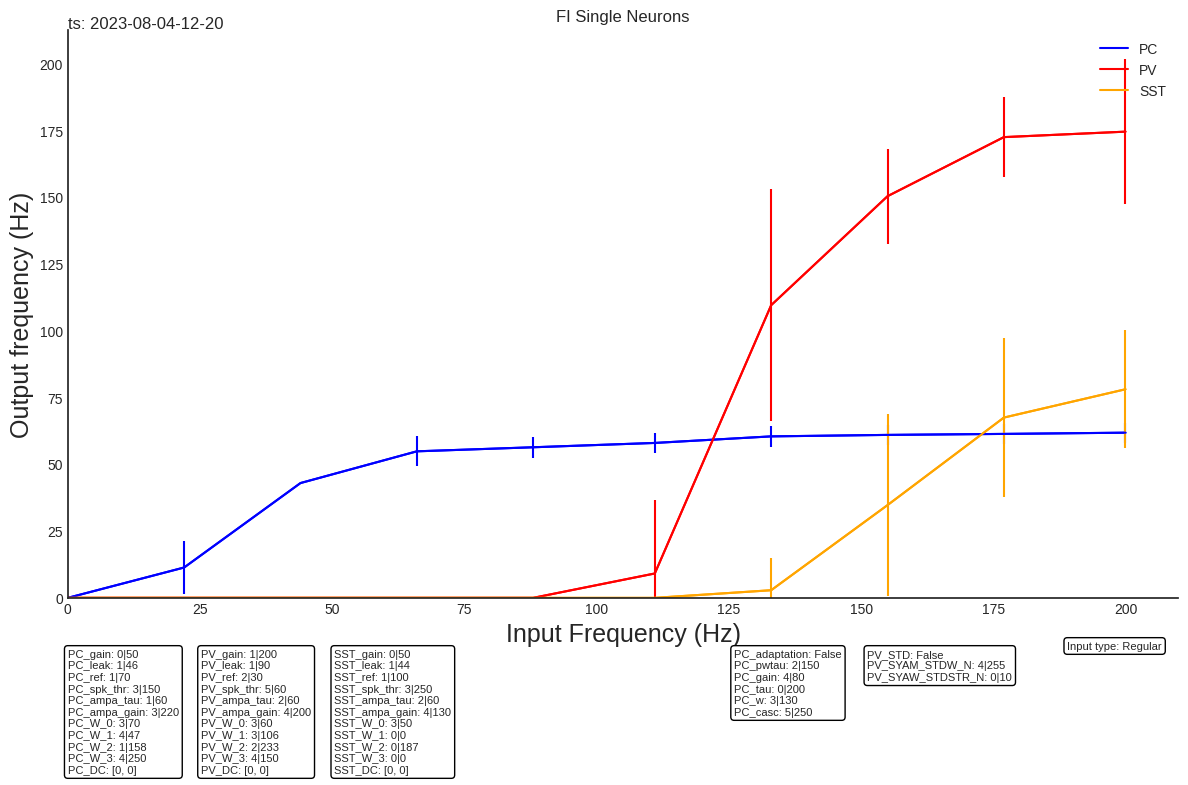 ts: 2023-08-04-12-20
FI Single Neurons
PC
PV
SST
200
175
150
125
100
75
50
25
0
Output frequency (Hz)
0 25 50 75 100 125 150 175 200
Input Frequency (Hz)
PC_gain: 0|50
PC_leak: 1|46
PC_ref: 1|70
PC_spk_thr: 3|150
PC_ampa_tau: 1|60
PC_ampa_gain: 3|220
PC_W_0: 3|70
PC_W_1: 4|47
PC_W_2: 1|158
PC_W_3: 4|250
PC_DC: [0, 0]
PV_gain: 1|200
PV_leak: 1|90
PV_ref: 2|30
PV_spk_thr: 5|60
PV_ampa_tau: 2|60
PV_ampa_gain: 4|200
PV_W_0: 3|60
PV_W_1: 3|106
PV_W_2: 2|233
PV_W_3: 4|150
PV_DC: [0, 0]
SST_gain: 0|50
SST_leak: 1|44
SST_ref: 1|100
SST_spk_thr: 3|250
SST_ampa_tau: 2|60
SST_ampa_gain: 4|130
SST_W_0: 3|50
SST_W_1: 0|0
SST_W_2: 0|187
SST_W_3: 0|0
SST_DC: [0, 0]
PC_adaptation: False
PC_pwtau: 2|150
PC_gain: 4|80
PC_tau: 0|200
PC_w: 3|130
PC_casc: 5|250
PV_STD: False
PV_SYAM_STDW_N: 4|255
PV_SYAW_STDSTR_N: 0|10
Input type: Regular